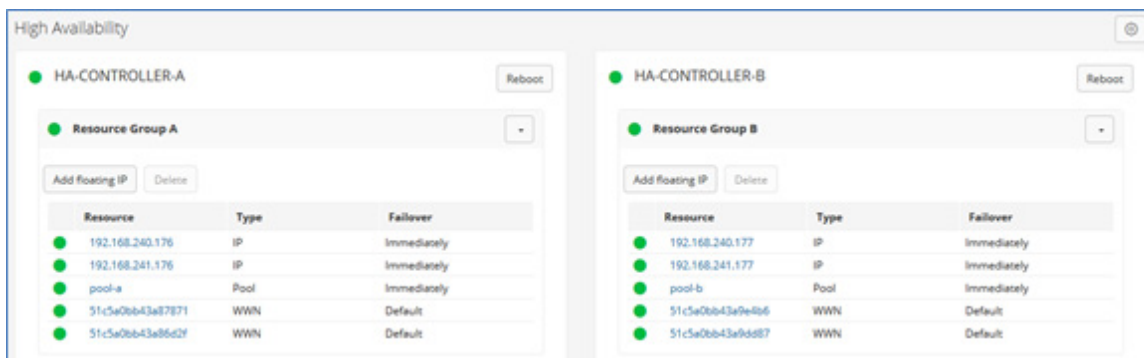 High Availability
HA-CONTROLLER-A
Reboot
Resource Group A
Add floating IP Delete
Resource Type Failover
192.168.240.176 IP Immediately
192.168.241.176 IP Immediately
pool-a Pool Immediately
51c5a0bb43a87871 WWN Default
51c5a0bb43a86d2f WWN Default
HA-CONTROLLER-B
Reboot
Resource Group B
Add floating IP Delete
Resource Type Failover
192.168.240.177 IP Immediately
192.168.241.177 IP Immediately
pool-b Pool Immediately
51c5a0bb43a9e4b6 WWN Default
51c5a0bb43a9dd87 WWN Default